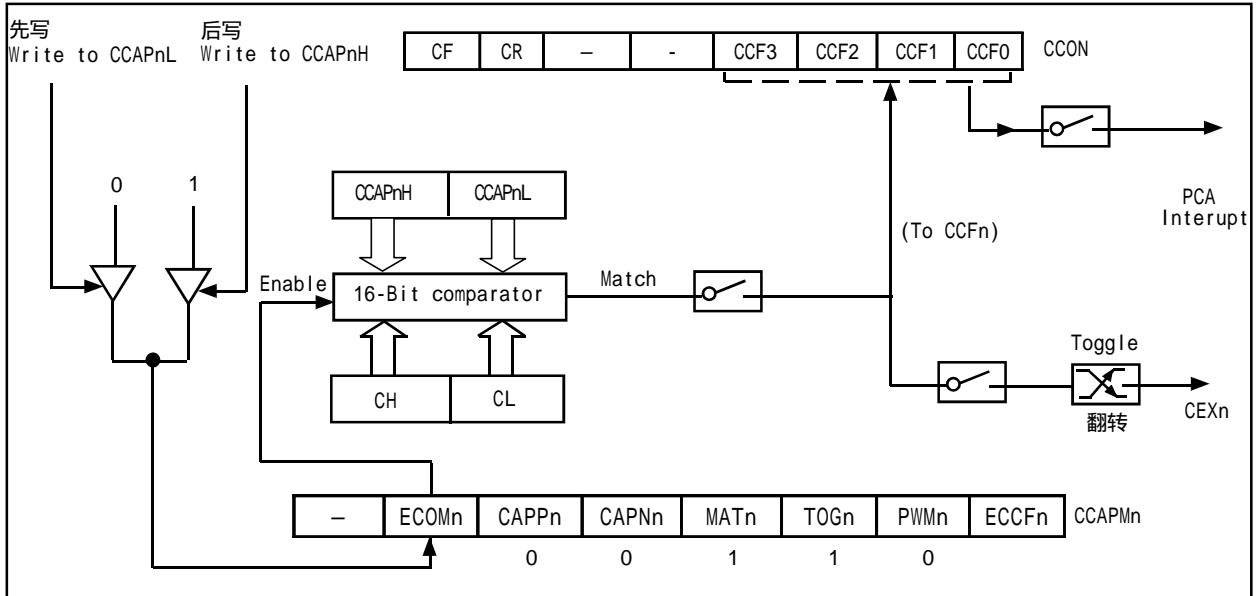 先写
Write to CCAPnL
后写
Write to CCAPnH
CF CR — - CCF3 CCF2 CCF1 CCF0 CCON
0 1
CCAPnH CCAPnL
PCA
Interupt
(To CCFn)
Enable
16-Bit comparator
Match
Toggle
CH CL
翻转
CEXn
— ECOMn CAPPn CAPNn MATn TOGn PWMn ECCFn CCAPMn
0 0 1 1 0